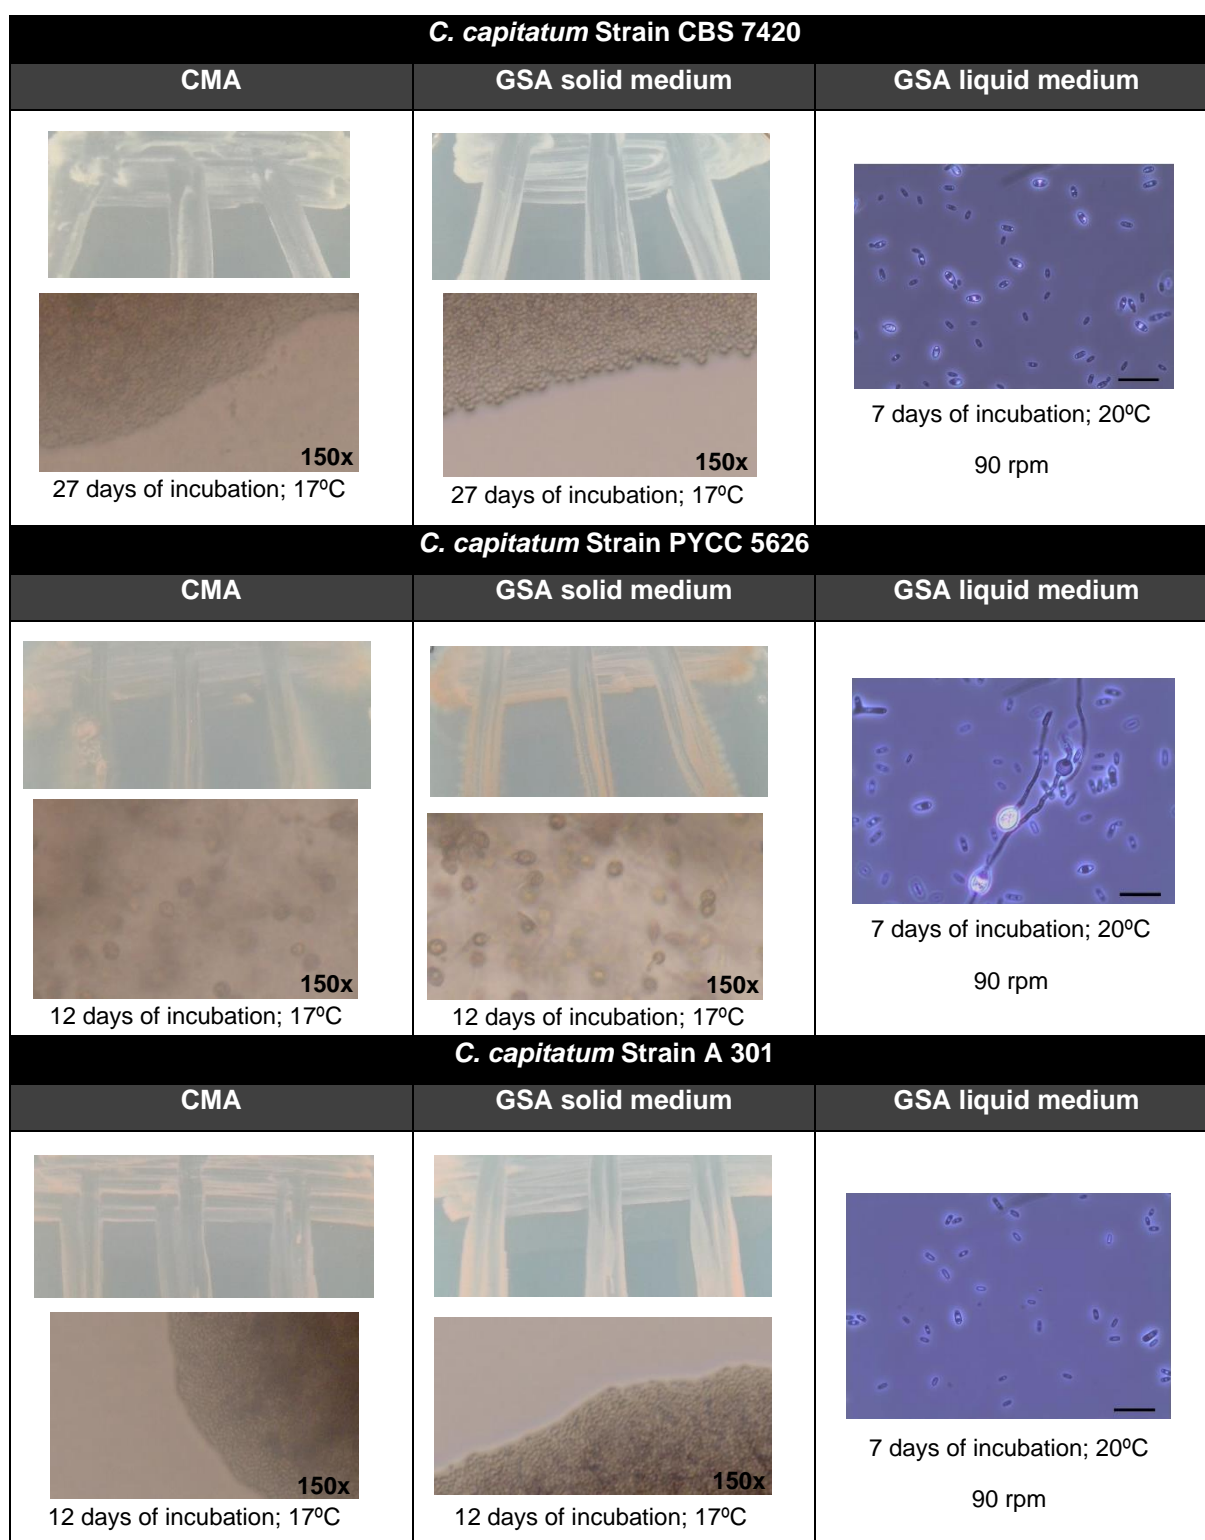 C. capitatum Strain CBS 7420
CMA
GSA solid medium
GSA liquid medium
150x
27 days of incubation; 17ºC
150x
27 days of incubation; 17ºC
7 days of incubation; 20ºC
90 rpm
C. capitatum Strain PYCC 5626
CMA
GSA solid medium
GSA liquid medium
150x
12 days of incubation; 17ºC
150x
12 days of incubation; 17ºC
7 days of incubation; 20ºC
90 rpm
C. capitatum Strain A 301
CMA
GSA solid medium
GSA liquid medium
150x
12 days of incubation; 17ºC
150x
12 days of incubation; 17ºC
7 days of incubation; 20ºC
90 rpm